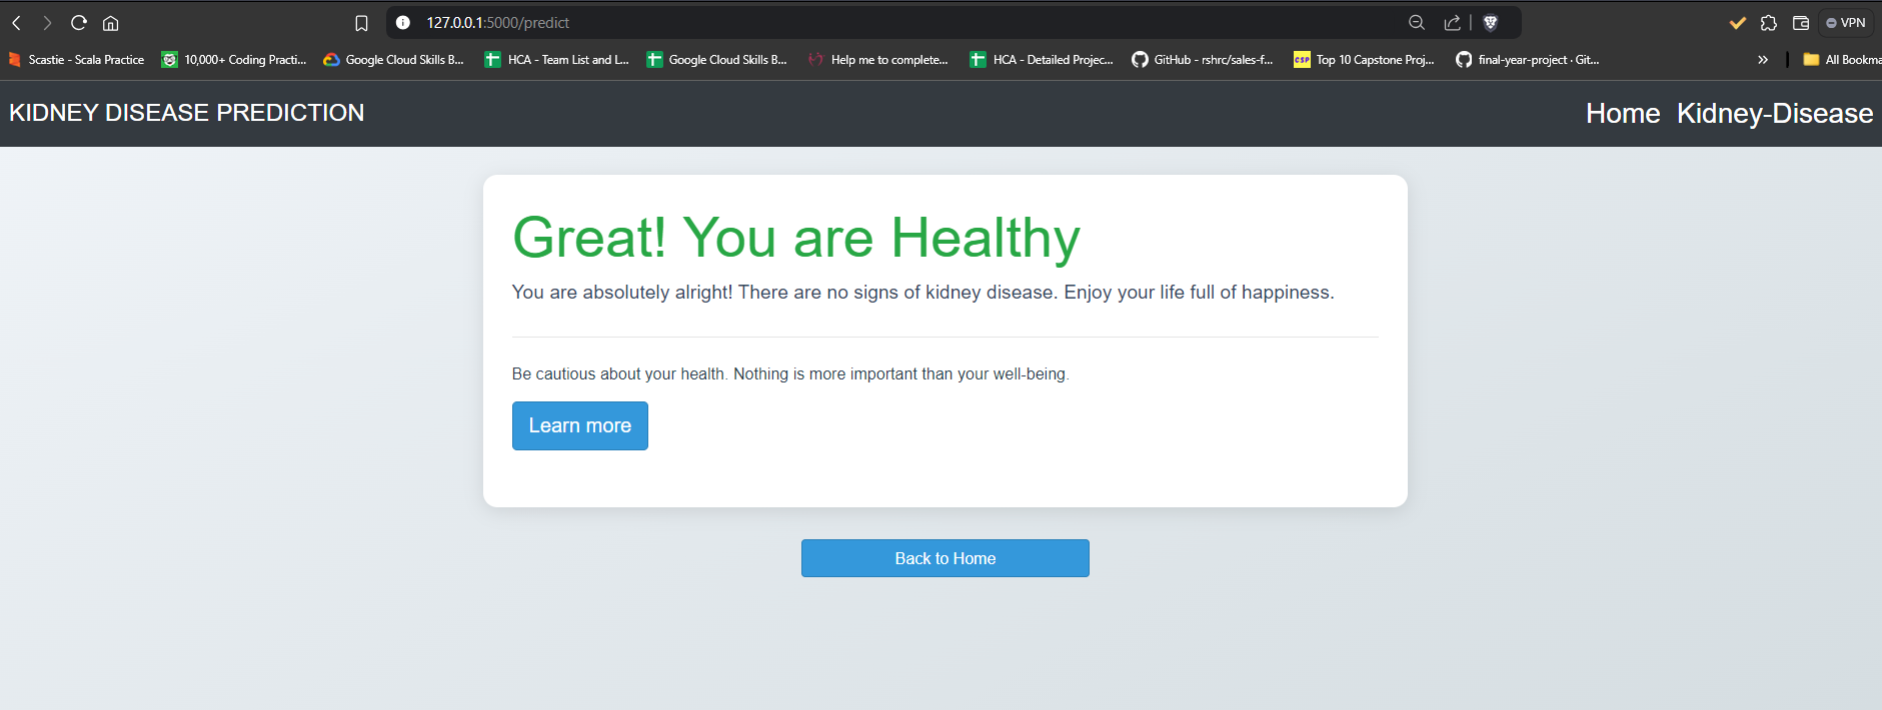 127.0.0.1:5000/predict
VPN
Scastie - Scala Practice 10,000+ Coding Practi... Google Cloud Skills B... HCA - Team List and L... Google Cloud Skills B... Help me to complete... HCA - Detailed Projec... GitHub - rshrc/sales-f... CSP Top 10 Capstone Proj... final-year-project · Git... » All Bookma
KIDNEY DISEASE PREDICTION Home Kidney-Disease
Great! You are Healthy
You are absolutely alright! There are no signs of kidney disease. Enjoy your life full of happiness.
Be cautious about your health. Nothing is more important than your well-being.
Learn more
Back to Home